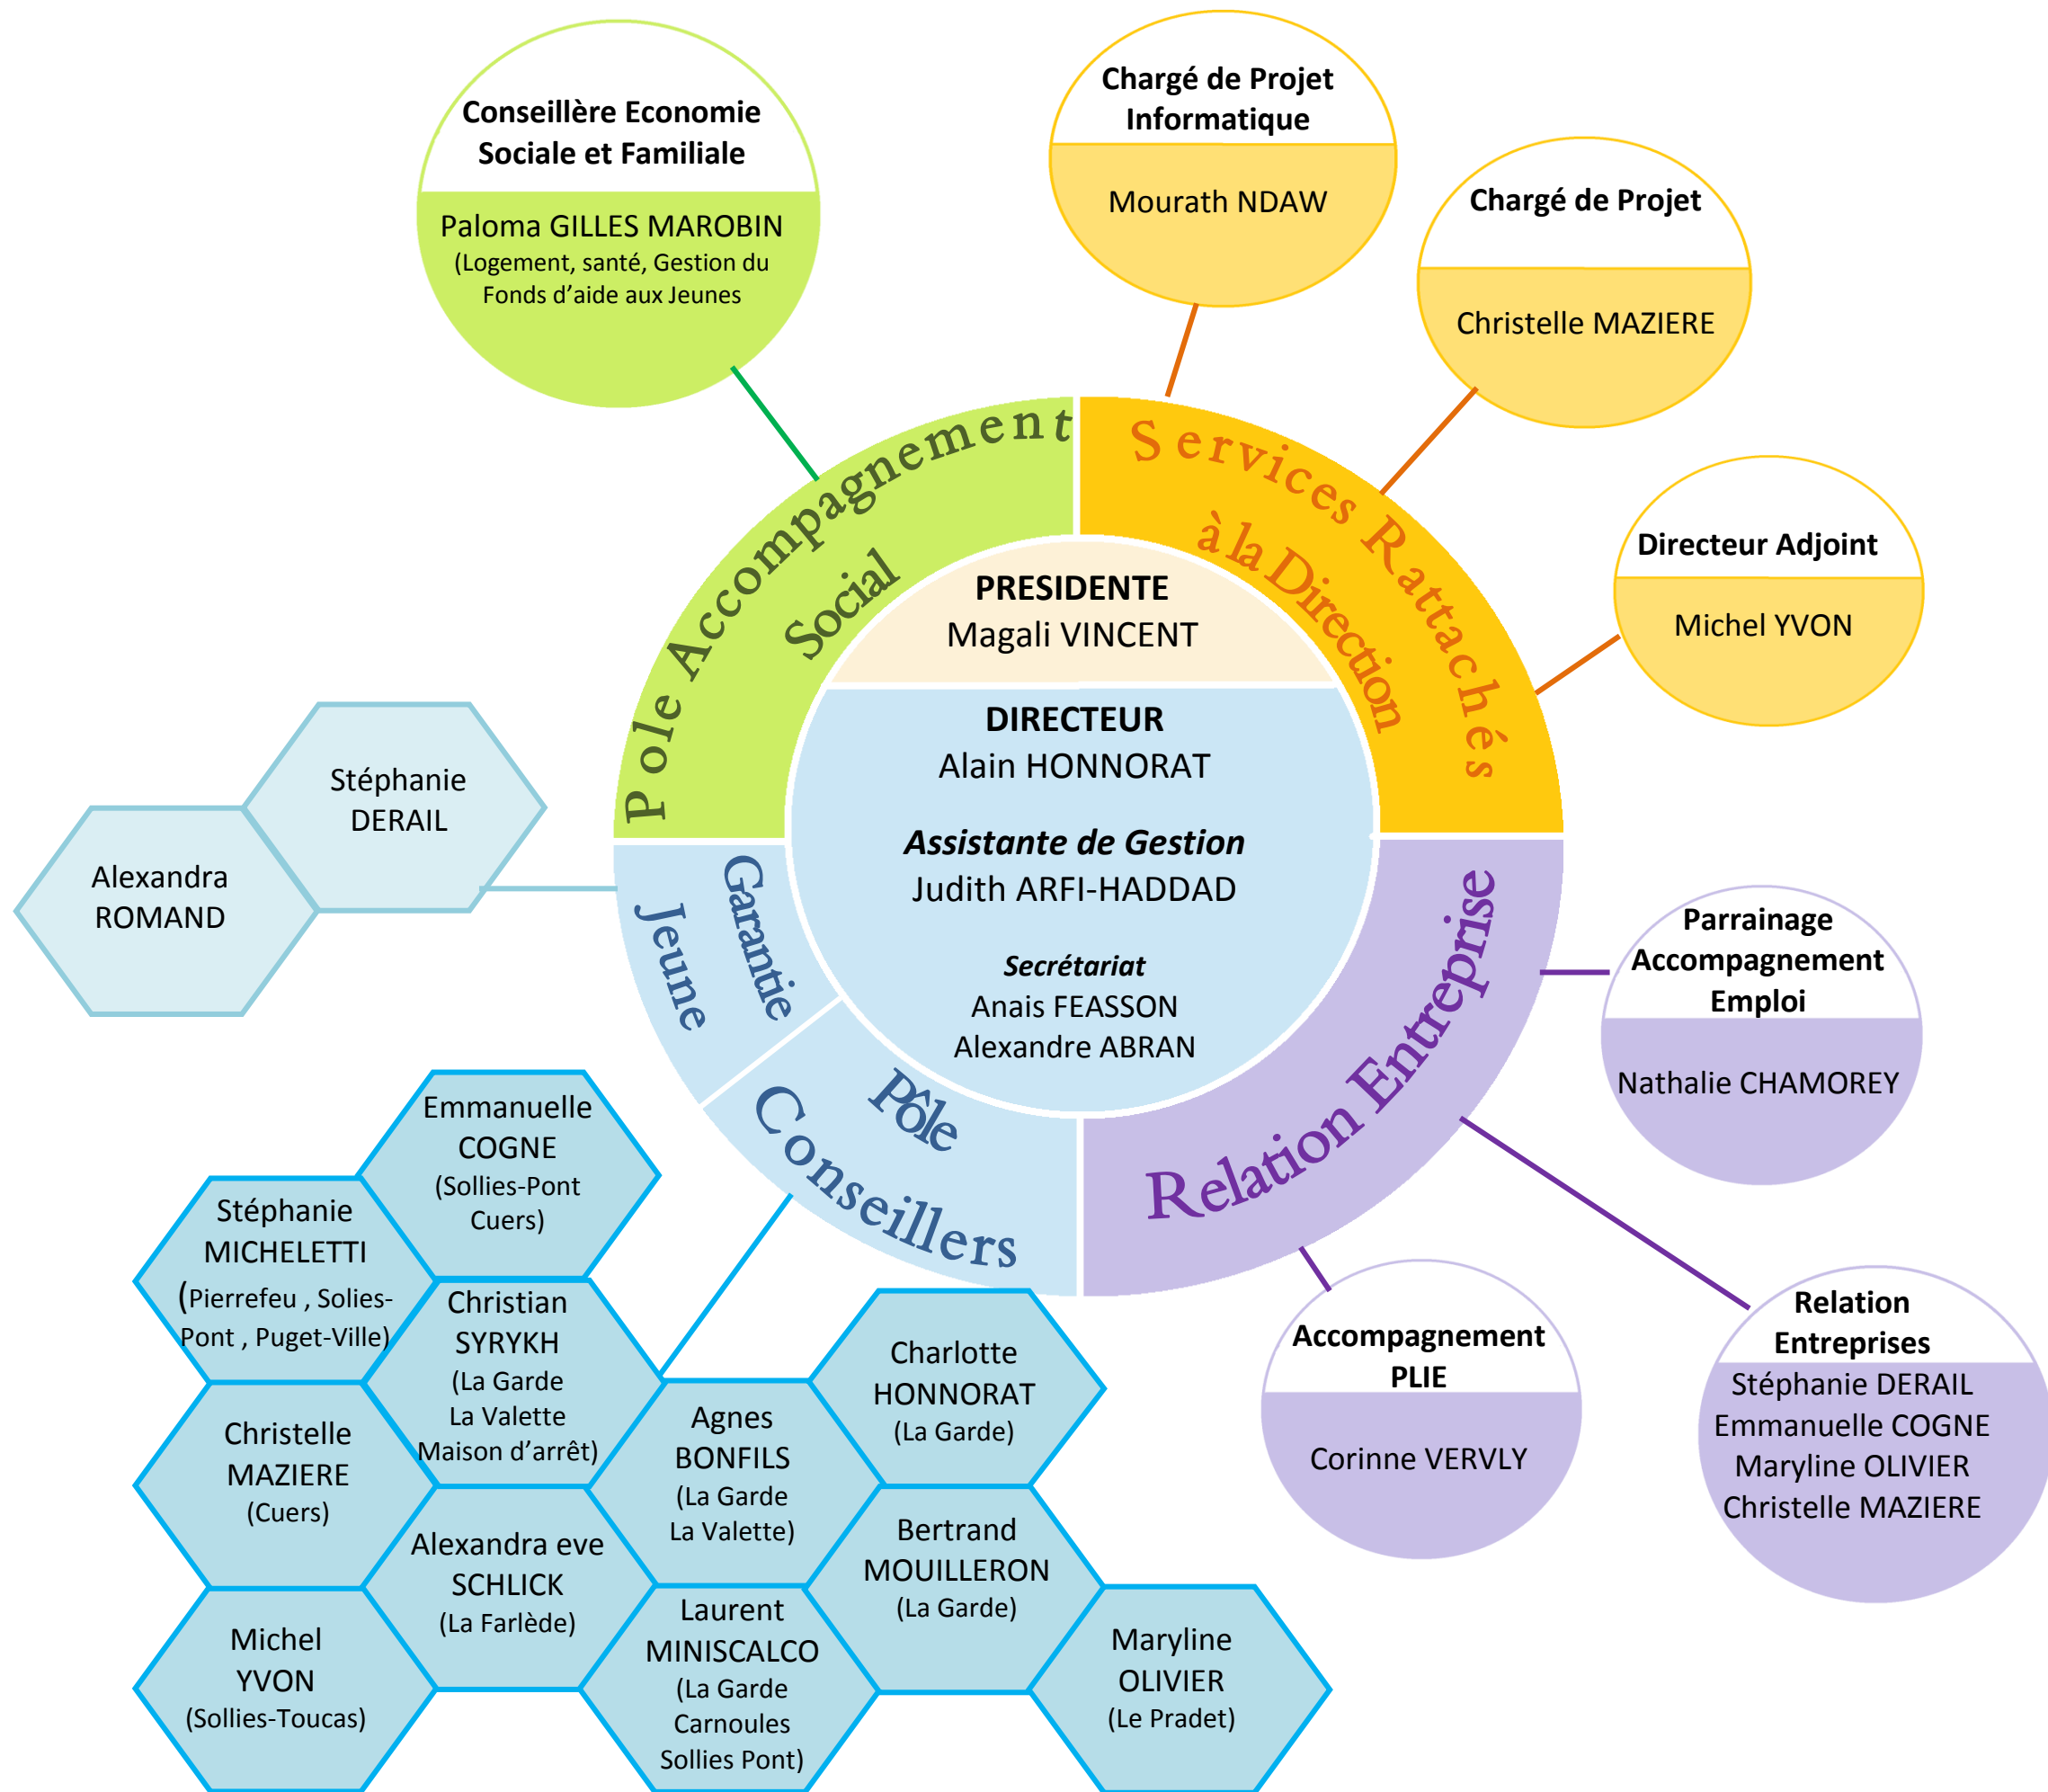 Conseillère Economie
Sociale et Familiale
Paloma GILLES MAROBIN
(Logement, santé, Gestion du
Fonds d'aide aux Jeunes
Chargé de Projet
Informatique
Mourath NDAW
Chargé de Projet
Christelle MAZIERE
Directeur Adjoint
Michel YVON
Pole Accompagnement
Social
Services Rattachés
à la Direction
PRESIDENTE
Magali VINCENT
DIRECTEUR
Alain HONNORAT
Assistante de Gestion
Judith ARFI-HADDAD
Secrétariat
Anais FEASSON
Alexandre ABRAN
Garantie
Jeune
Pôle
Conseillers
Relation Entreprise
Stéphanie
DERAIL
Alexandra
ROMAND
Parrainage
Accompagnement
Emploi
Nathalie CHAMOREY
Relation
Entreprises
Stéphanie DERAIL
Emmanuelle COGNE
Maryline OLIVIER
Christelle MAZIERE
Accompagnement
PLIE
Corinne VERVLY
Emmanuelle
COGNE
(Sollies-Pont
Cuers)
Stéphanie
MICHELETTI
(Pierrefeu , Solies-
Pont , Puget-Ville)
Christian
SYRYKH
(La Garde
La Valette
Maison d'arrêt)
Charlotte
HONNORAT
(La Garde)
Agnes
BONFILS
(La Garde
La Valette)
Christelle
MAZIERE
(Cuers)
Alexandra eve
SCHLICK
(La Farlède)
Bertrand
MOUILLERON
(La Garde)
Michel
YVON
(Sollies-Toucas)
Laurent
MINISCALCO
(La Garde
Carnoules
Sollies Pont)
Maryline
OLIVIER
(Le Pradet)